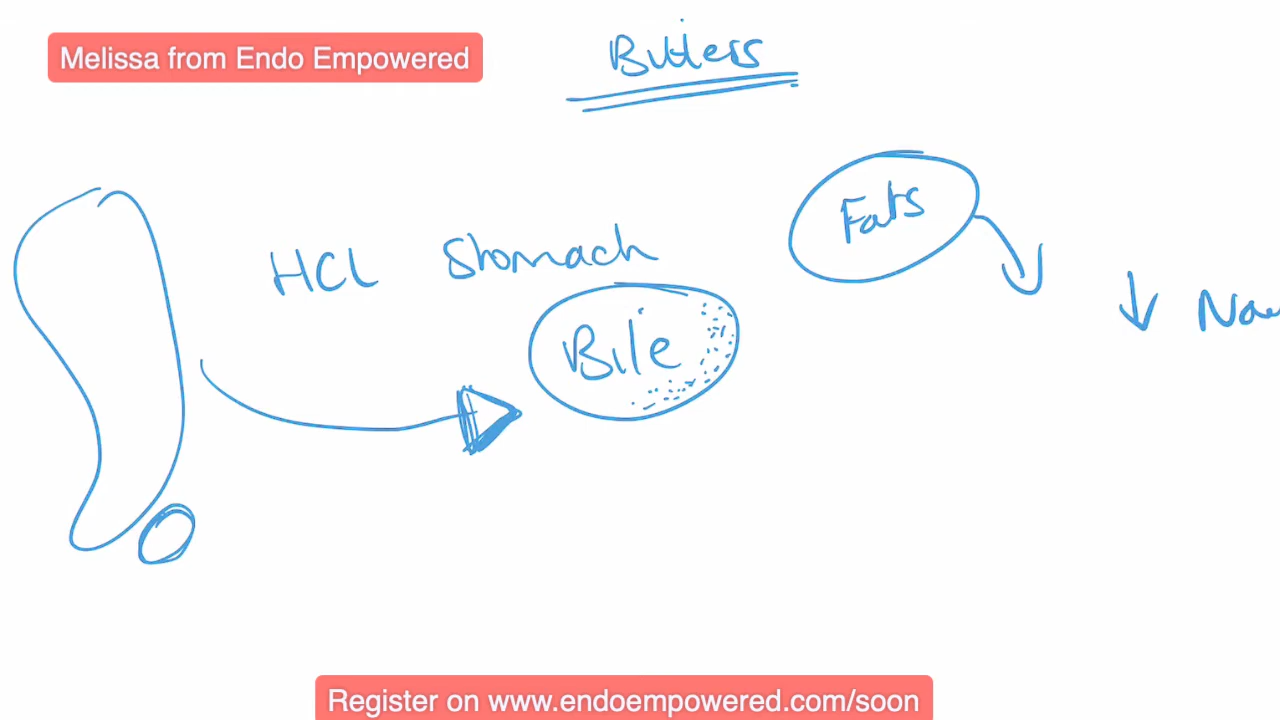 Melissa from Endo Empowered
Bitters
Fats
HCL Stomach
Bile
Register on www.endoempowered.com/soon